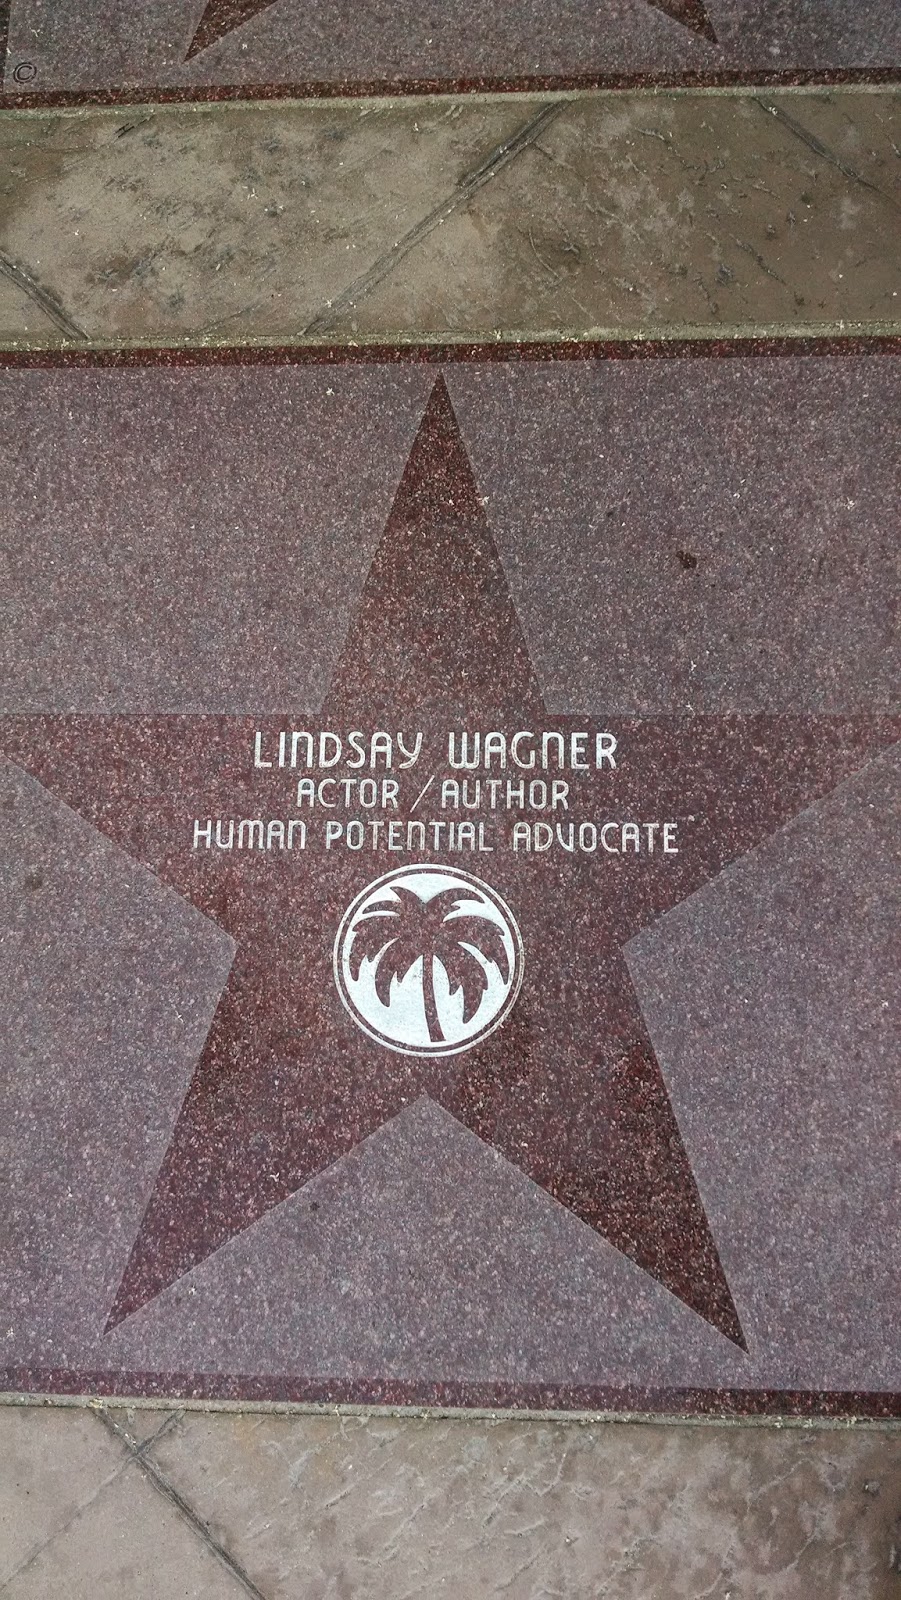 ©
LINDSAY WAGNER
ACTOR / AUTHOR
HUMAN POTENTIAL ADVOCATE